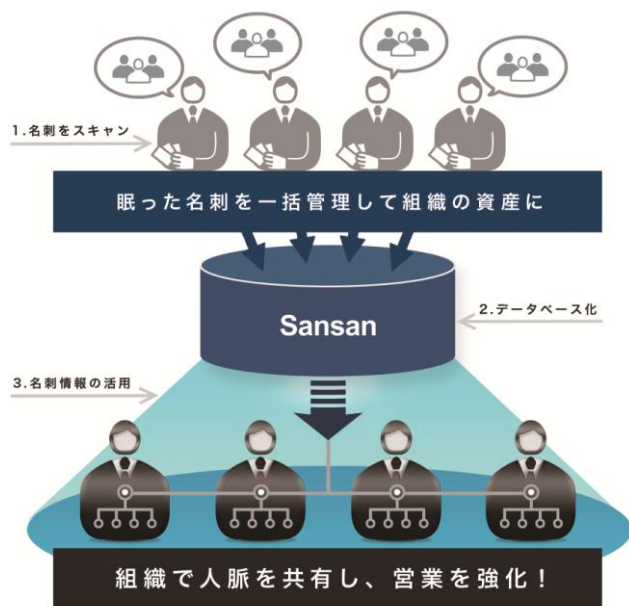 1.名刺をスキャン
眠った名刺を一括管理して組織の資産に
Sansan
2.データベース化
3.名刺情報の活用
組織で人脈を共有し、営業を強化！